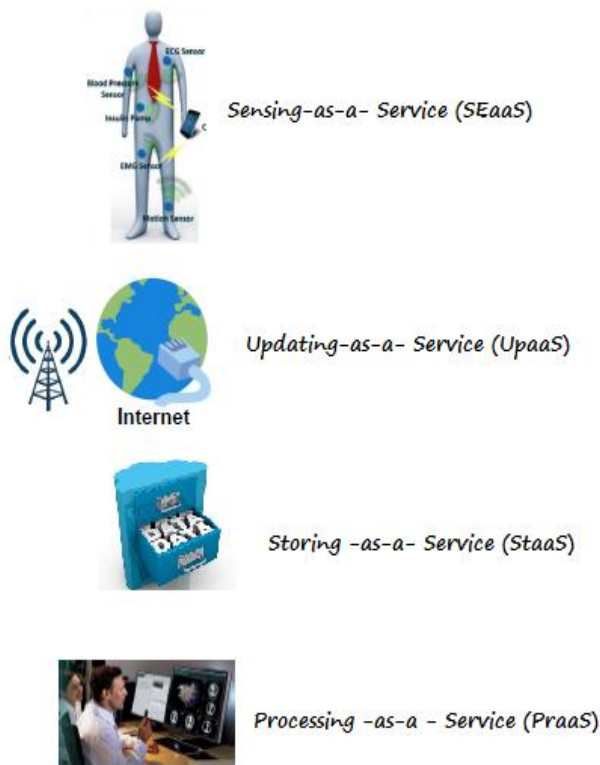 ECG Sensor
Blood Pressure
Sensor
Insulin Pump
C
EMG Sensor
Motion Sensor
Sensing-as-a- Service (SEaaS)
Updating-as-a- Service (UpaaS)
Internet
DATA
Storing -as-a- Service (StaaS)
Processing -as-a - Service (PraaS)